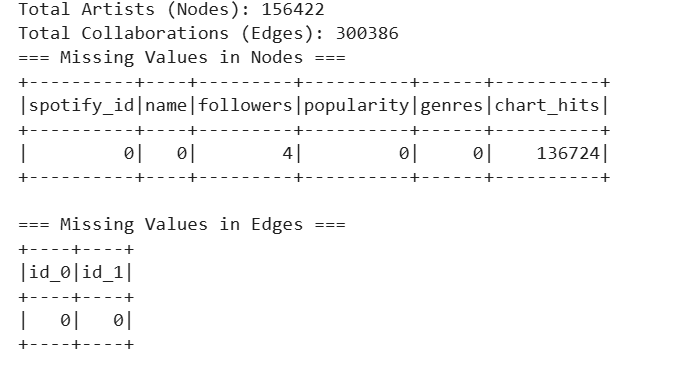 Total Artists (Nodes): 156422
Total Collaborations (Edges): 300386
=== Missing Values in Nodes ===
+----------+----+---------+----------+------+----------+
|spotify_id|name|followers|popularity|genres|chart_hits|
+----------+----+---------+----------+------+----------+
|         0|   0|        4|         0|     0|    136724|
+----------+----+---------+----------+------+----------+

=== Missing Values in Edges ===
+----+----+
|id_0|id_1|
+----+----+
|   0|   0|
+----+----+